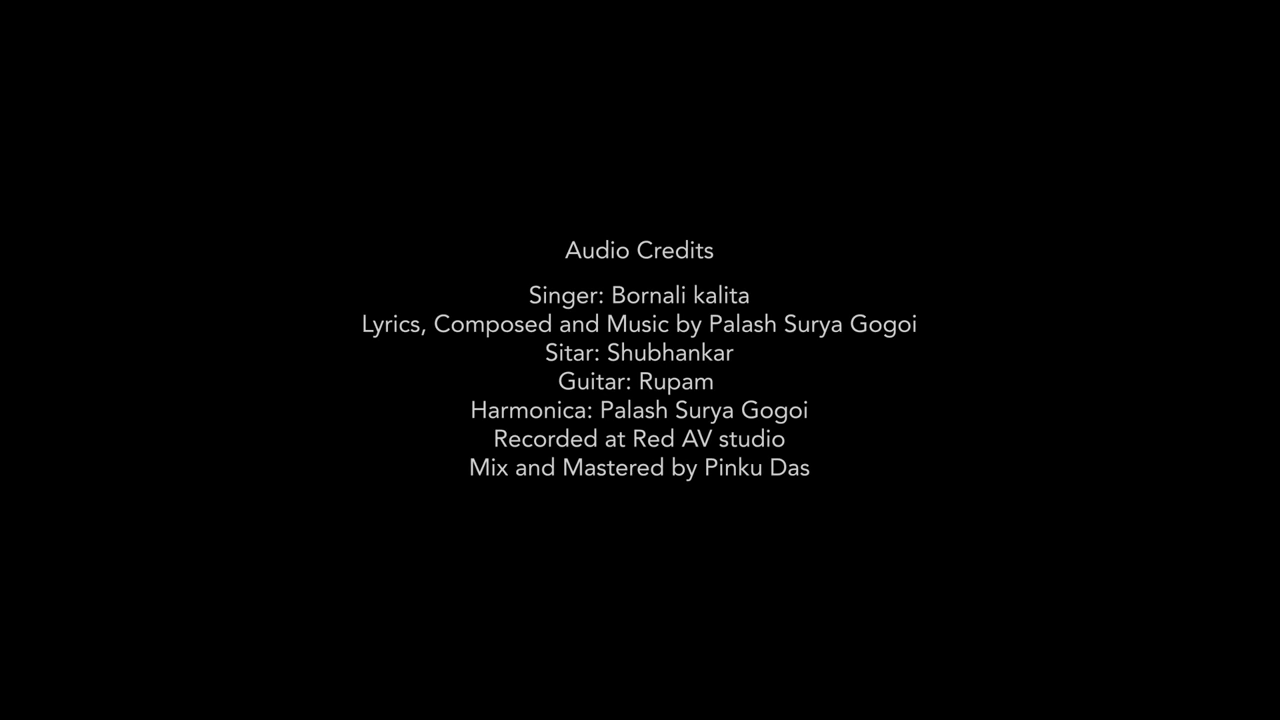 Audio Credits
Singer: Bornali kalita
Lyrics, Composed and Music by Palash Surya Gogoi
Sitar: Shubhankar
Guitar: Rupam
Harmonica: Palash Surya Gogoi
Recorded at Red AV studio
Mix and Mastered by Pinku Das